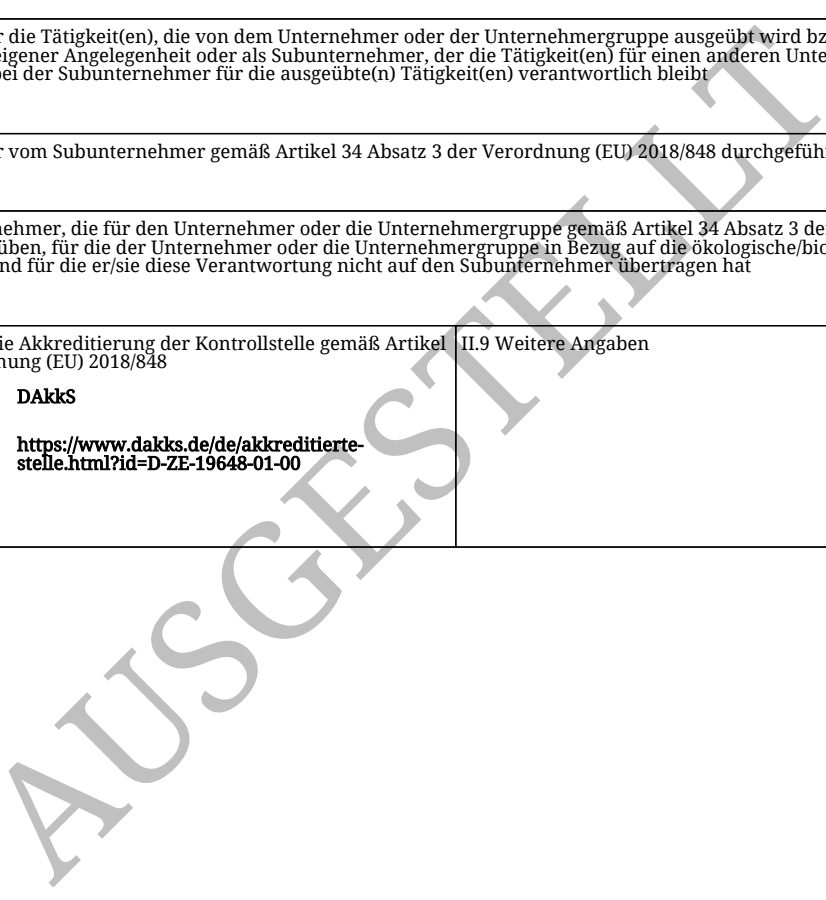 r die Tätigkeit(en), die von dem Unternehmer oder der Unternehmergruppe ausgeübt wird bz
eigener Angelegenheit oder als Subunternehmer, der die Tätigkeit(en) für einen anderen Unte
bei der Subunternehmer für die ausgeübte(n) Tätigkeit(en) verantwortlich bleibt
r vom Subunternehmer gemäß Artikel 34 Absatz 3 der Verordnung (EU) 2018/848 durchgefüh
nehmer, die für den Unternehmer oder die Unternehmergruppe gemäß Artikel 34 Absatz 3 de
üben, für die der Unternehmer oder die Unternehmergruppe in Bezug auf die ökologische/bio
nd für die er/sie diese Verantwortung nicht auf den Subunternehmer übertragen hat
ie Akkreditierung der Kontrollstelle gemäß Artikel
nung (EU) 2018/848
DAkkS
https://www.dakks.de/de/akkreditierte-
stelle.html?id=D-ZE-19648-01-00
II.9 Weitere Angaben
AUSGESTELLT